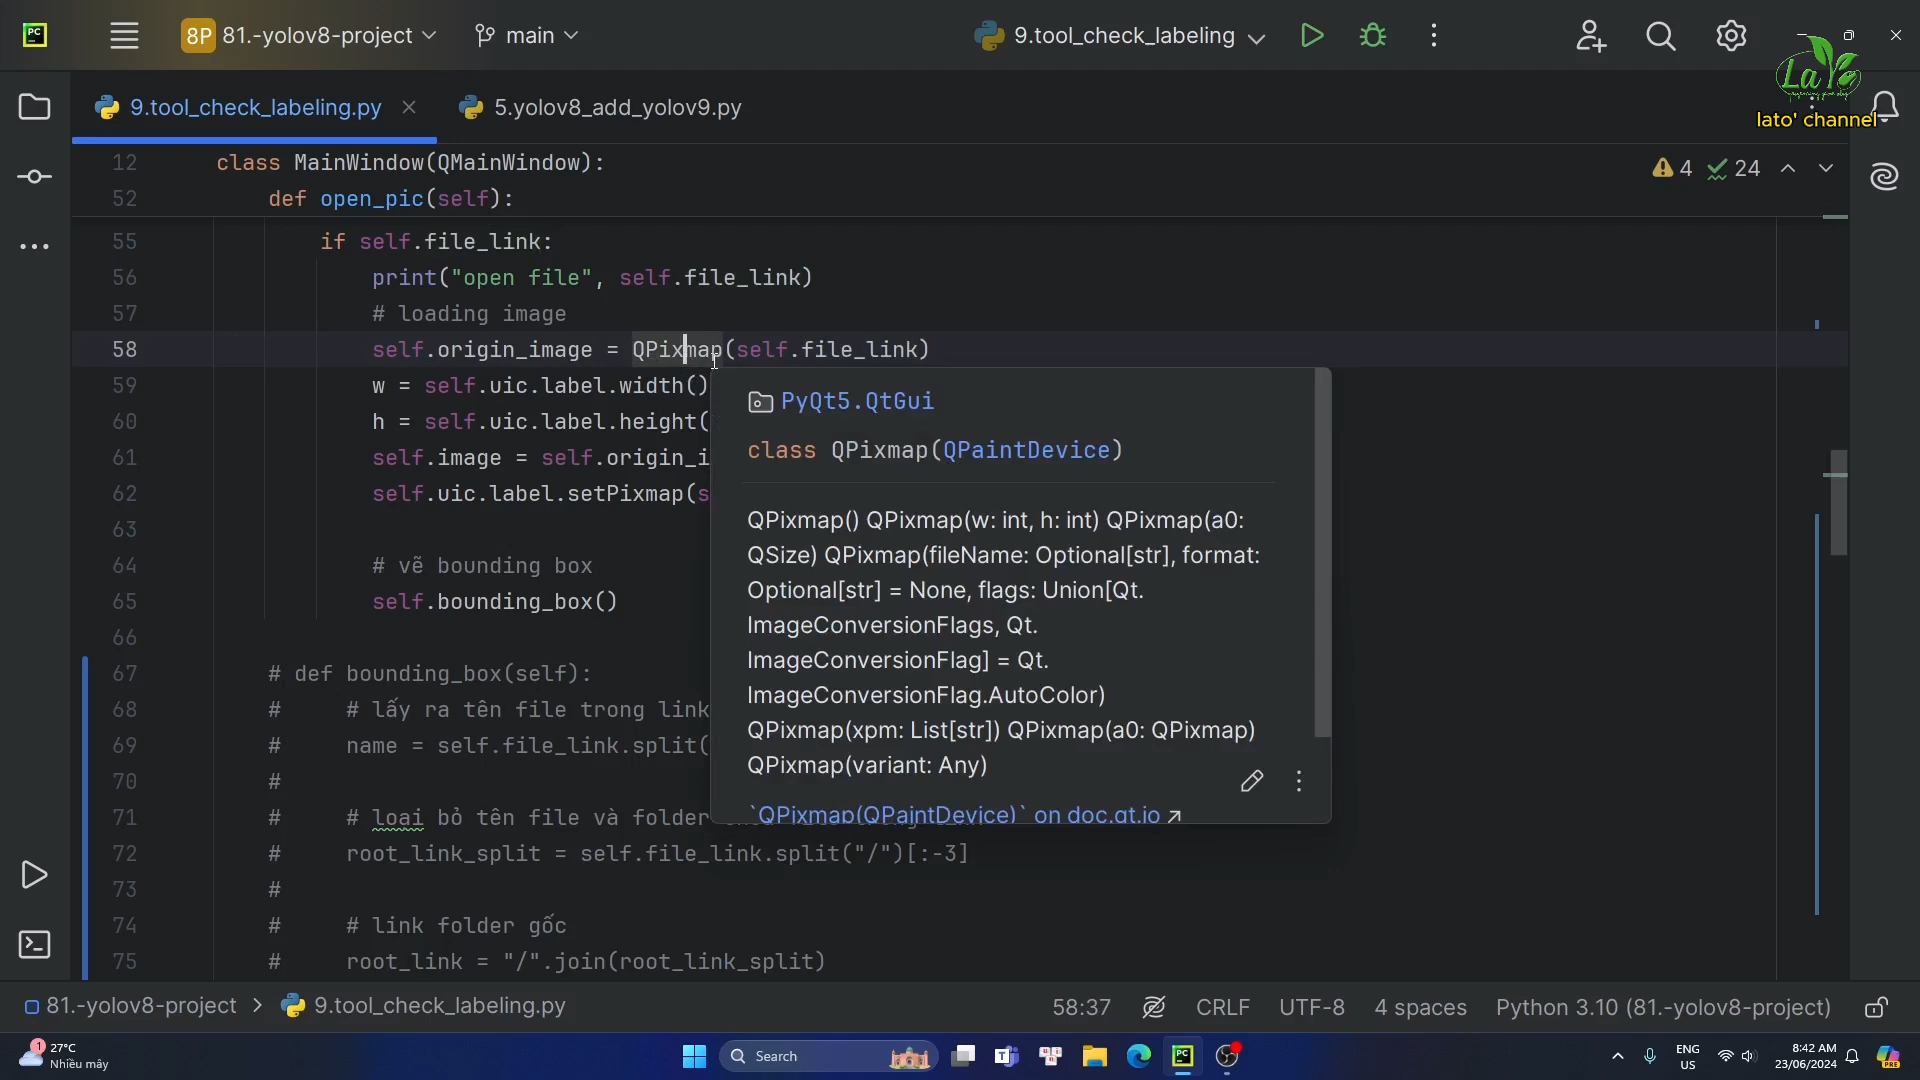 PC
8P 81.-yolov8-project
main
9.tool_check_labeling
LaTo
lato' channel
9.tool_check_labeling.py
5.yolov8_add_yolov9.py
4 24
12 class MainWindow(QMainWindow):
52 def open_pic(self):
55 if self.file_link:
56 print("open file", self.file_link)
57 # loading image
58 self.origin_image = QPixmap(self.file_link)
59 w = self.uic.label.width()
60 h = self.uic.label.height(
61 self.image = self.origin_i
62 self.uic.label.setPixmap(s
63
64 # vẽ bounding box
65 self.bounding_box()
66
67 # def bounding_box(self):
68 # # lấy ra tên file trong link
69 # name = self.file_link.split(
70 #
71 # # loai bỏ tên file và folder
72 # root_link_split = self.file_link.split("/")[:-3]
73 #
74 # # link folder gốc
75 # root_link = "/".join(root_link_split)
PyQt5.QtGui
class QPixmap(QPaintDevice)
QPixmap() QPixmap(w: int, h: int) QPixmap(a0:
QSize) QPixmap(fileName: Optional[str], format:
Optional[str] = None, flags: Union[Qt.
ImageConversionFlags, Qt.
ImageConversionFlag] = Qt.
ImageConversionFlag.AutoColor)
QPixmap(xpm: List[str]) QPixmap(a0: QPixmap)
QPixmap(variant: Any)
`QPixmap(QPaintDevice)` on doc.qt.io ↗
81.-yolov8-project > 9.tool_check_labeling.py
58:37 CRLF UTF-8 4 spaces Python 3.10 (81.-yolov8-project)
1
27°C
Nhiều mây
Search
PC
ENG
US
8:42 AM
23/06/2024
PRE